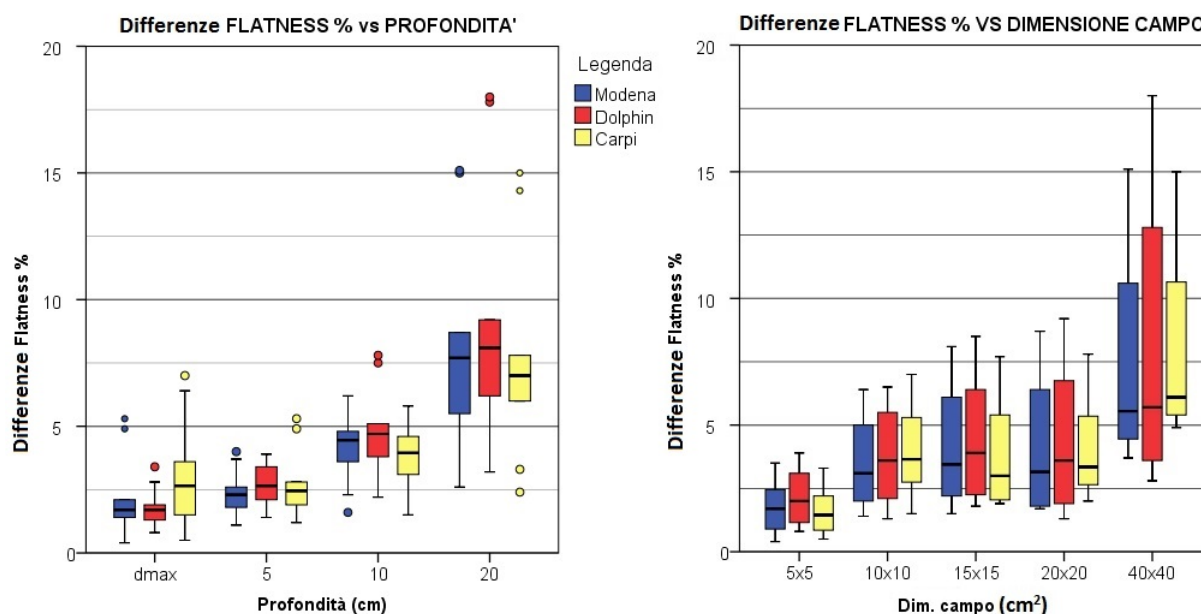 Differenze FLATNESS % vs PROFONDITA'
20
15
10
5
0
Differenze Flatness %
dmax
5
10
20
Profondità (cm)
Legenda
Modena
Dolphin
Carpi
Differenze FLATNESS % VS DIMENSIONE CAMPO
20
15
10
5
0
Differenze Flatness %
5x5
10x10
15x15
20x20
40x40
Dim. campo (cm²)